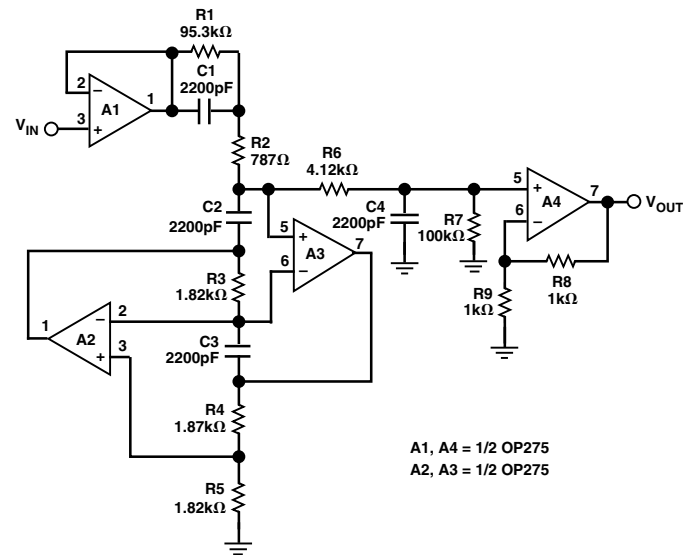 R1
95.3kΩ
C1
2200pF
2
−
A1
1
3
+
VIN
R2
787Ω
R6
4.12kΩ
C2
2200pF
C4
2200pF
R7
100kΩ
5
+
A4
7
VOUT
6
−
R8
1kΩ
R9
1kΩ
5
+
A3
7
6
−
R3
1.82kΩ
2
−
1
A2
3
+
C3
2200pF
R4
1.87kΩ
R5
1.82kΩ
A1, A4 = 1/2 OP275
A2, A3 = 1/2 OP275